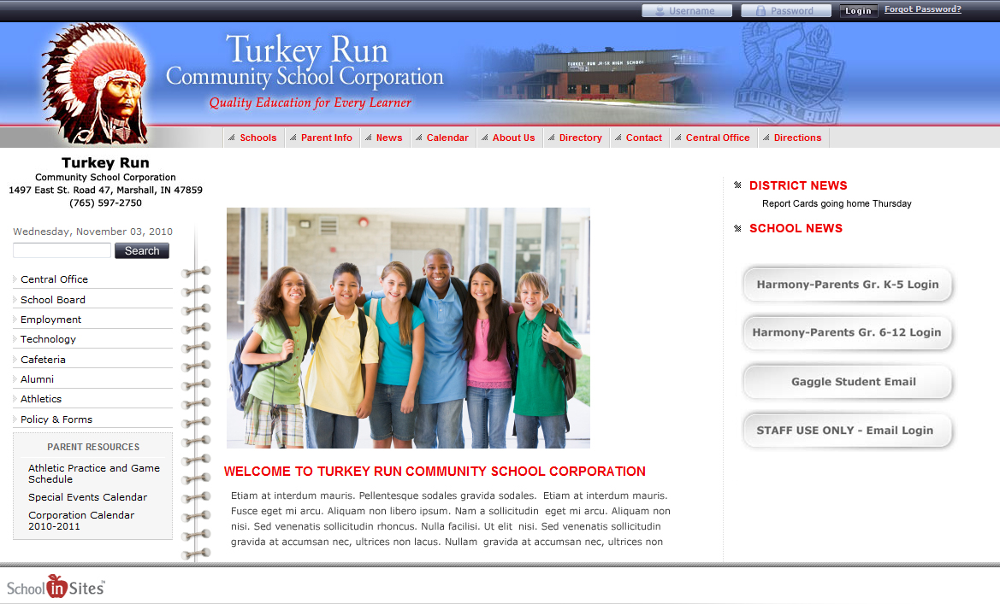 Username
Password
Login
Forgot Password?
Turkey Run
Community School Corporation
Quality Education for Every Learner
TURKEY RUN JR-SR HIGH SCHOOL
TURKEY RUN
Schools
Parent Info
News
Calendar
About Us
Directory
Contact
Central Office
Directions
Turkey Run
Community School Corporation
1497 East St. Road 47, Marshall, IN 47859
(765) 597-2750
Wednesday, November 03, 2010
Search
Central Office
School Board
Employment
Technology
Cafeteria
Alumni
Athletics
Policy & Forms
PARENT RESOURCES
Athletic Practice and Game
Schedule
Special Events Calendar
Corporation Calendar
2010-2011
WELCOME TO TURKEY RUN COMMUNITY SCHOOL CORPORATION
Etiam at interdum mauris. Pellentesque sodales gravida sodales.  Etiam at interdum mauris.
Fusce eget mi arcu. Aliquam non libero ipsum. Nam a sollicitudin  eget mi arcu. Aliquam non
nisi. Sed venenatis sollicitudin rhoncus. Nulla facilisi. Ut elit  nisi. Sed venenatis sollicitudin
gravida at accumsan nec, ultrices non lacus. Nullam  gravida at accumsan nec, ultrices non
DISTRICT NEWS
Report Cards going home Thursday
SCHOOL NEWS
Harmony-Parents Gr. K-5 Login
Harmony-Parents Gr. 6-12 Login
Gaggle Student Email
STAFF USE ONLY - Email Login
School in Sites™